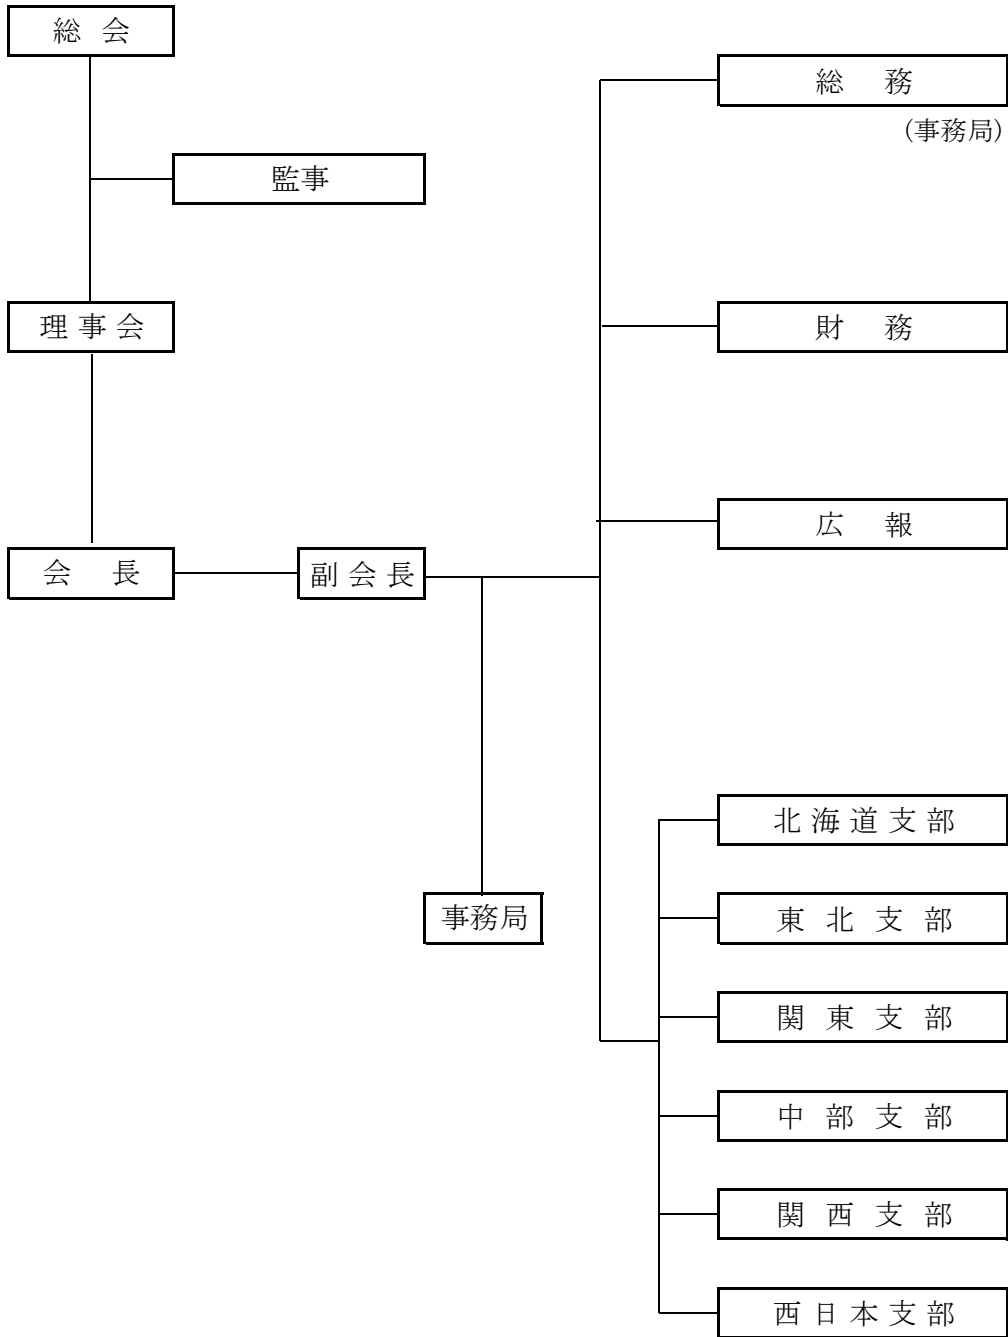 総 会
監事
理 事 会
会 長
副 会 長
事務局
総 務
(事務局)
財 務
広 報
北 海 道 支 部
東 北 支 部
関 東 支 部
中 部 支 部
関 西 支 部
西 日 本 支 部